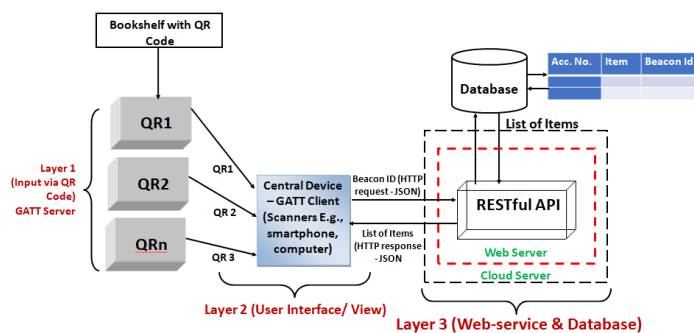 Bookshelf with QR
Code
QR1
QR2
QRn
Layer 1
(Input via QR
Code)
GATT Server
QR1
QR 2
QR 3
Central Device
– GATT Client
(Scanners E.g.,
smartphone,
computer)
Layer 2 (User Interface/ View)
Beacon ID (HTTP
request - JSON)
List of Items
(HTTP response
- JSON
Database
Acc. No. Item Beacon Id
List of Items
RESTful API
Web Server
Cloud Server
Layer 3 (Web-service & Database)